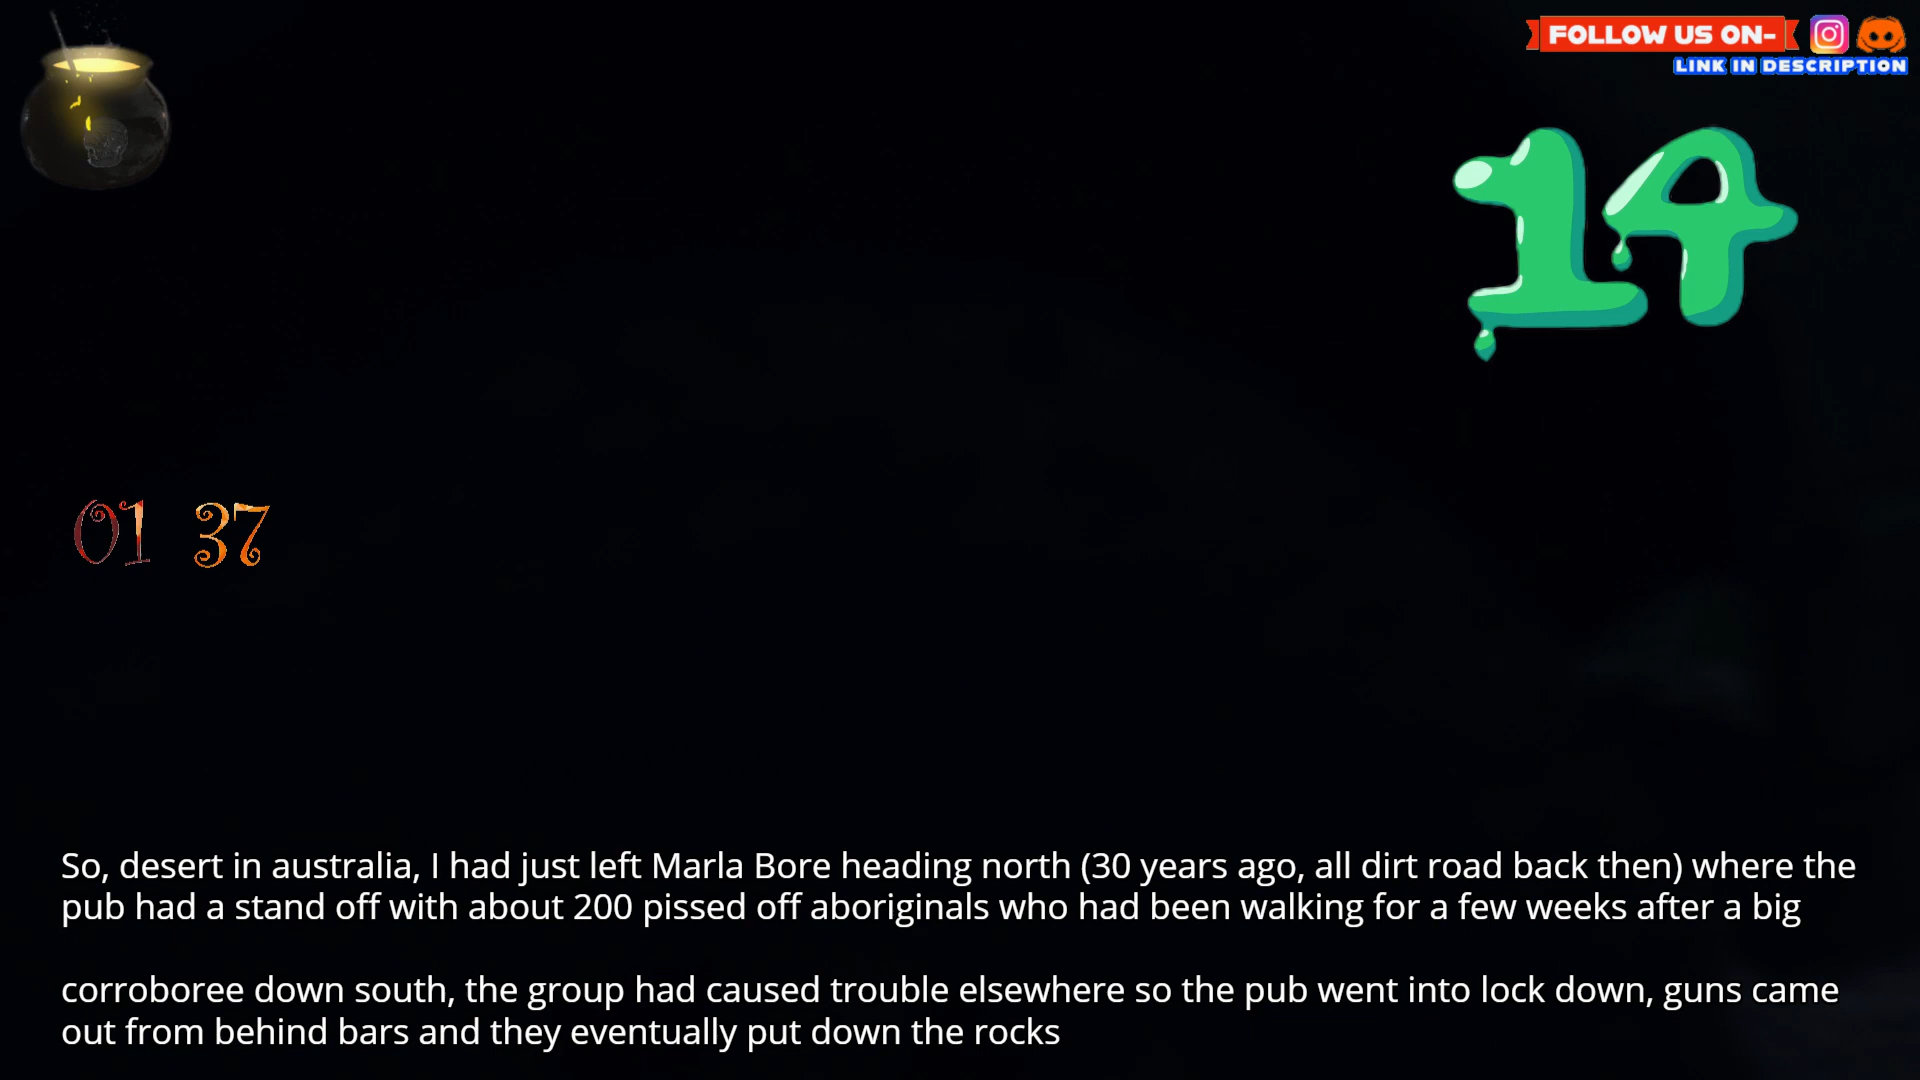 FOLLOW US ON-
LINK IN DESCRIPTION
14
01 37
So, desert in australia, I had just left Marla Bore heading north (30 years ago, all dirt road back then) where the
pub had a stand off with about 200 pissed off aboriginals who had been walking for a few weeks after a big
corroboree down south, the group had caused trouble elsewhere so the pub went into lock down, guns came
out from behind bars and they eventually put down the rocks